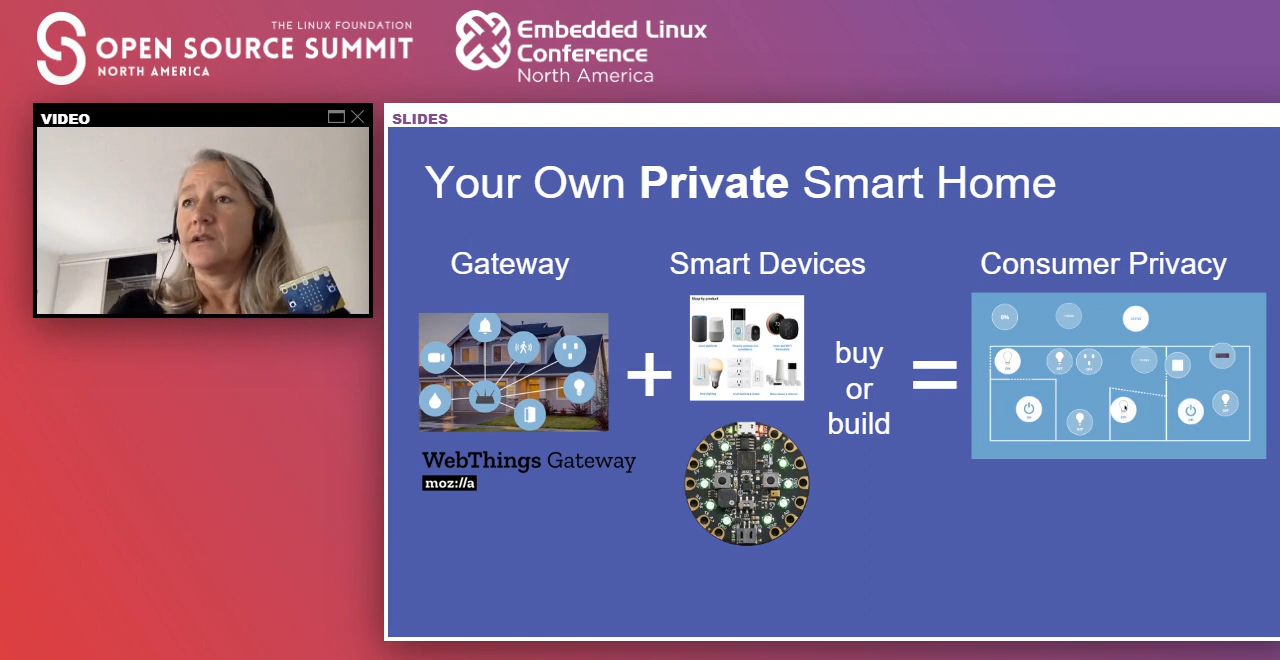 THE LINUX FOUNDATION
OPEN SOURCE SUMMIT
NORTH AMERICA
Embedded Linux
Conference
North America
VIDEO
SLIDES
Your Own Private Smart Home
Gateway
Smart Devices
Consumer Privacy
buy
or
build
+
=
WebThings Gateway
moz://a
0%